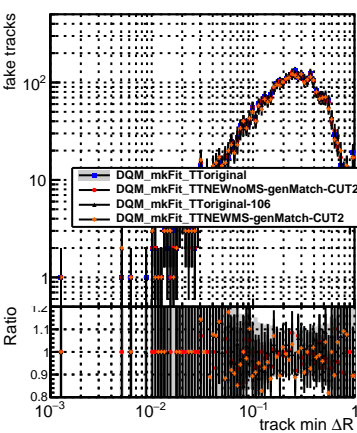 fake tracks
10²
10
1
DQM_mkFit_TToriginal
DQM_mkFit_TTNEWnoMS-genMatch-CUT2
DQM_mkFit_TToriginal-106
DQM_mkFit_TTNEWMS-genMatch-CUT2
Ratio
1.2
1.1
1
0.9
0.8
10⁻³ 10⁻² 10⁻¹ 1
track min ΔR